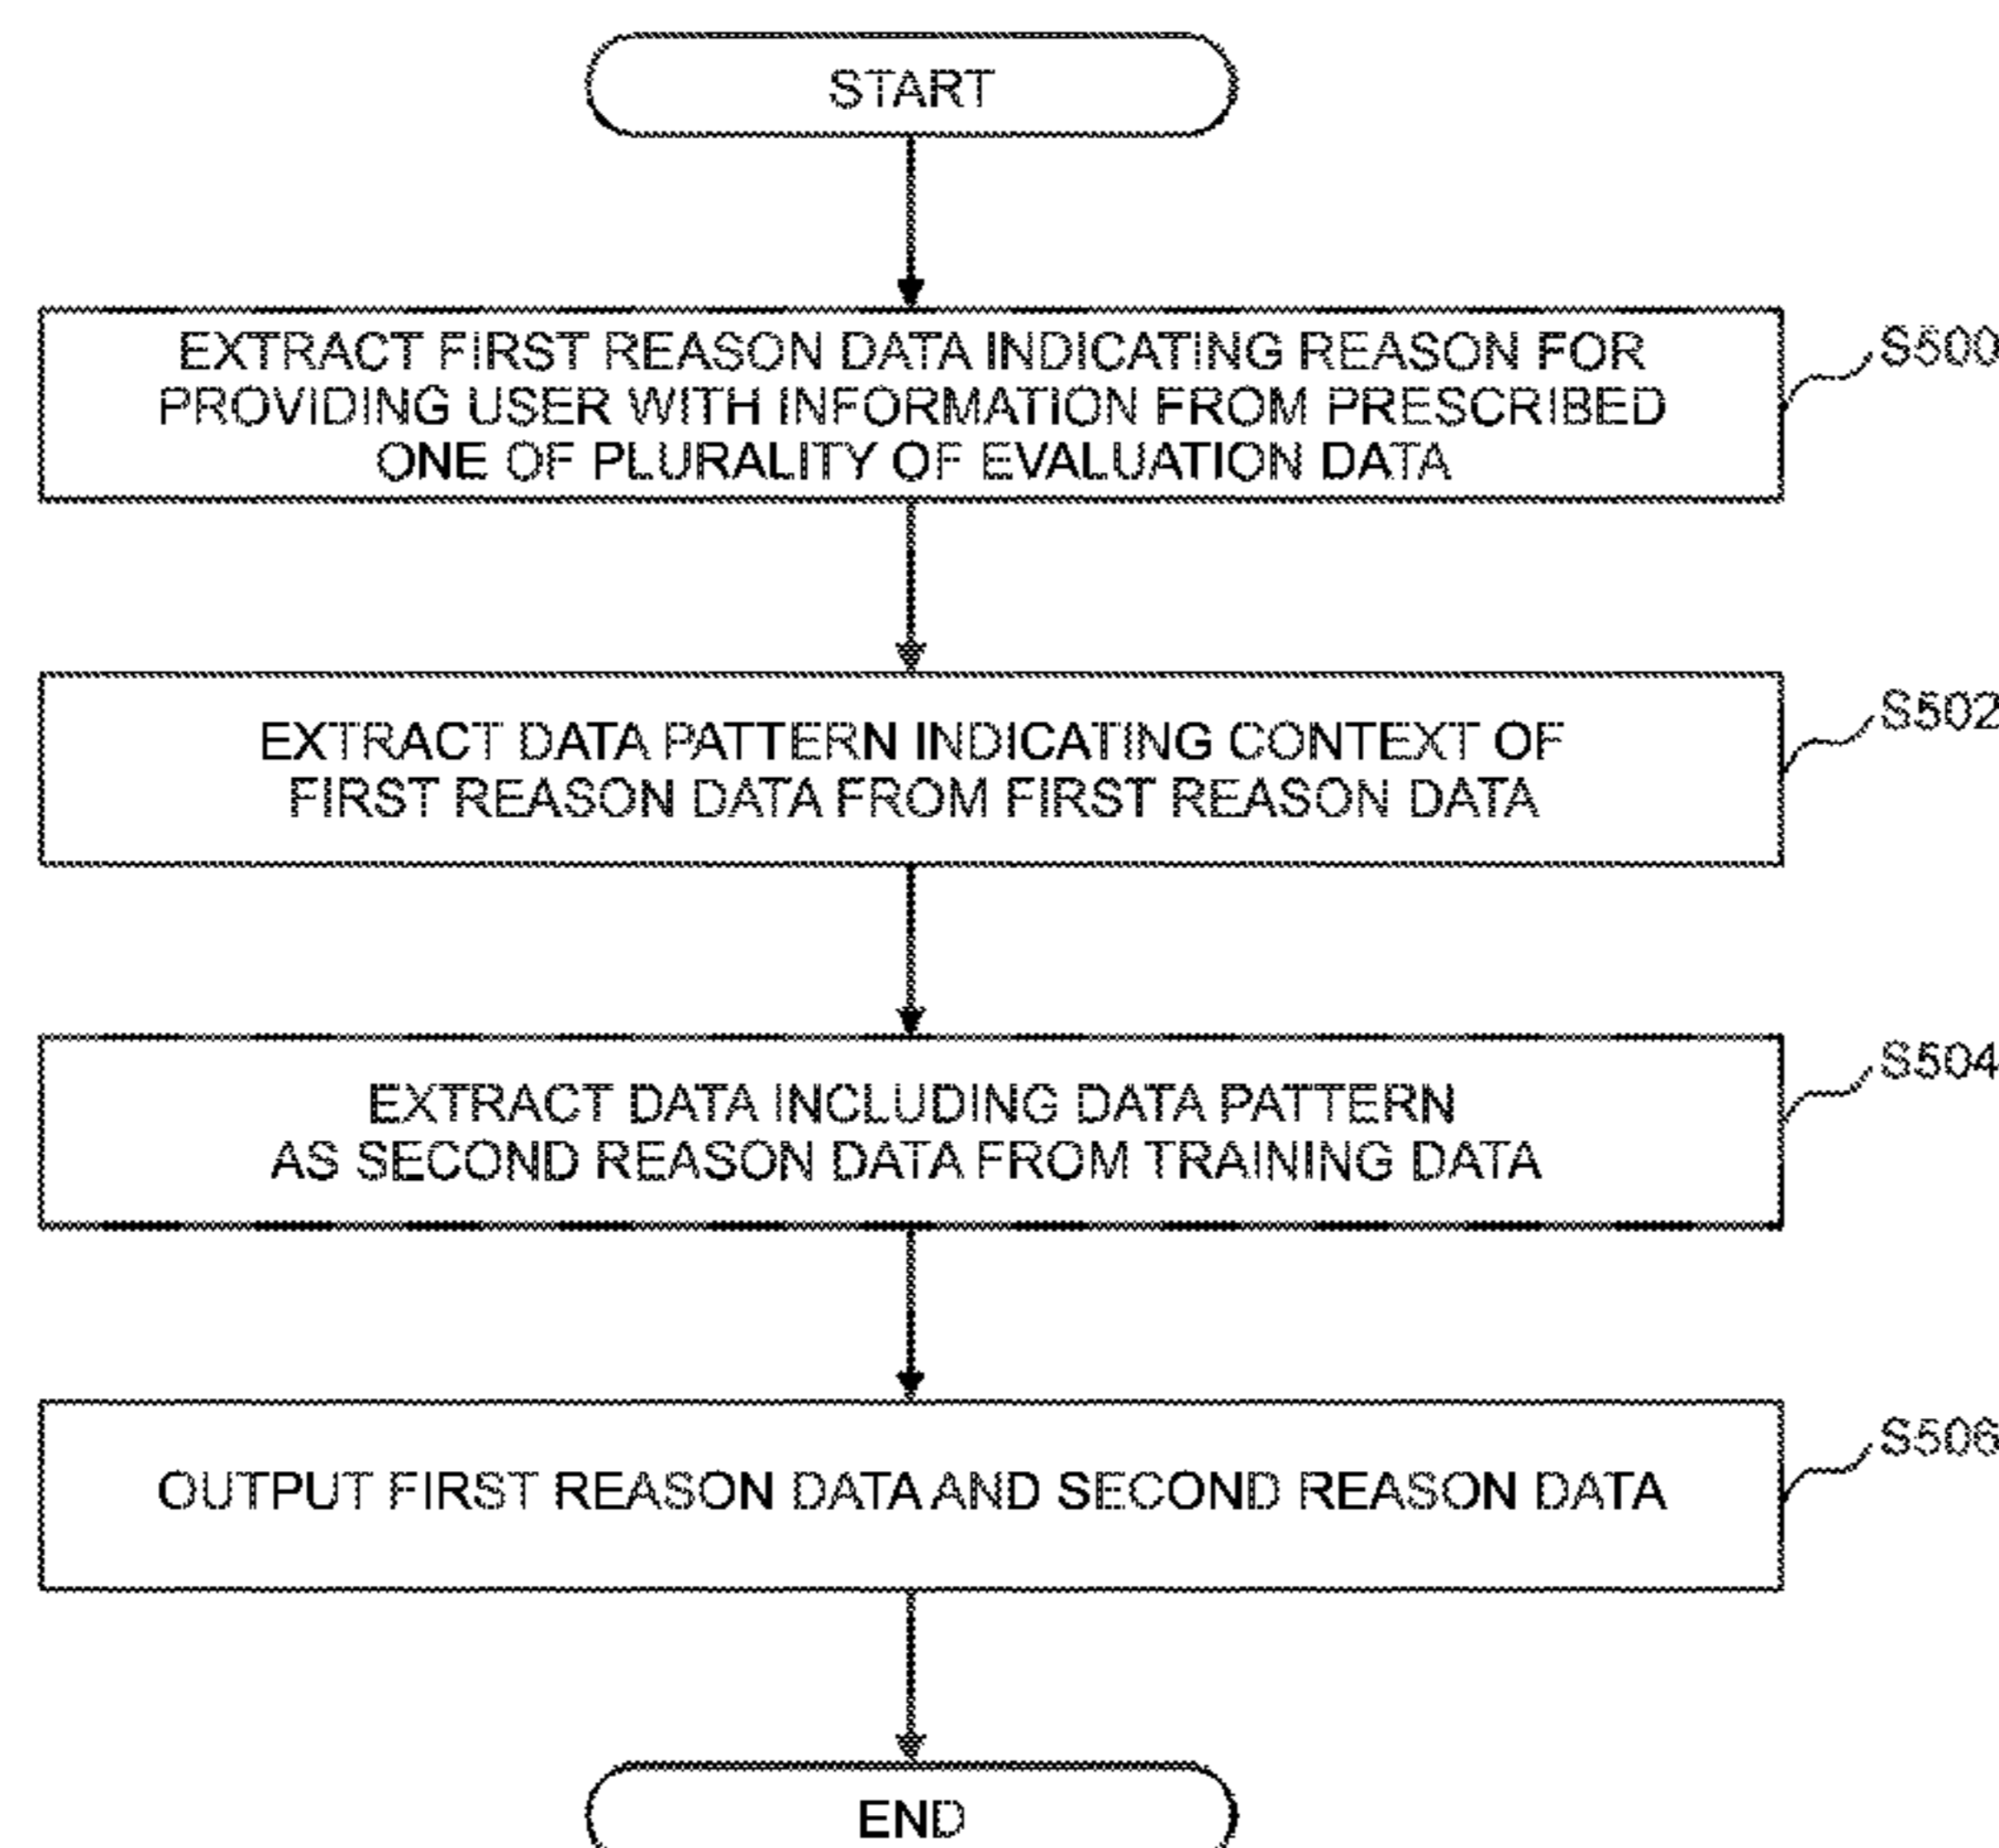 START
EXTRACT FIRST REASON DATA INDICATING REASON FOR
PROVIDING USER WITH INFORMATION FROM PRESCRIBED
ONE OF PLURALITY OF EVALUATION DATA
S500
EXTRACT DATA PATTERN INDICATING CONTEXT OF
FIRST REASON DATA FROM FIRST REASON DATA
S502
EXTRACT DATA INCLUDING DATA PATTERN
AS SECOND REASON DATA FROM TRAINING DATA
S504
OUTPUT FIRST REASON DATA AND SECOND REASON DATA
S506
END